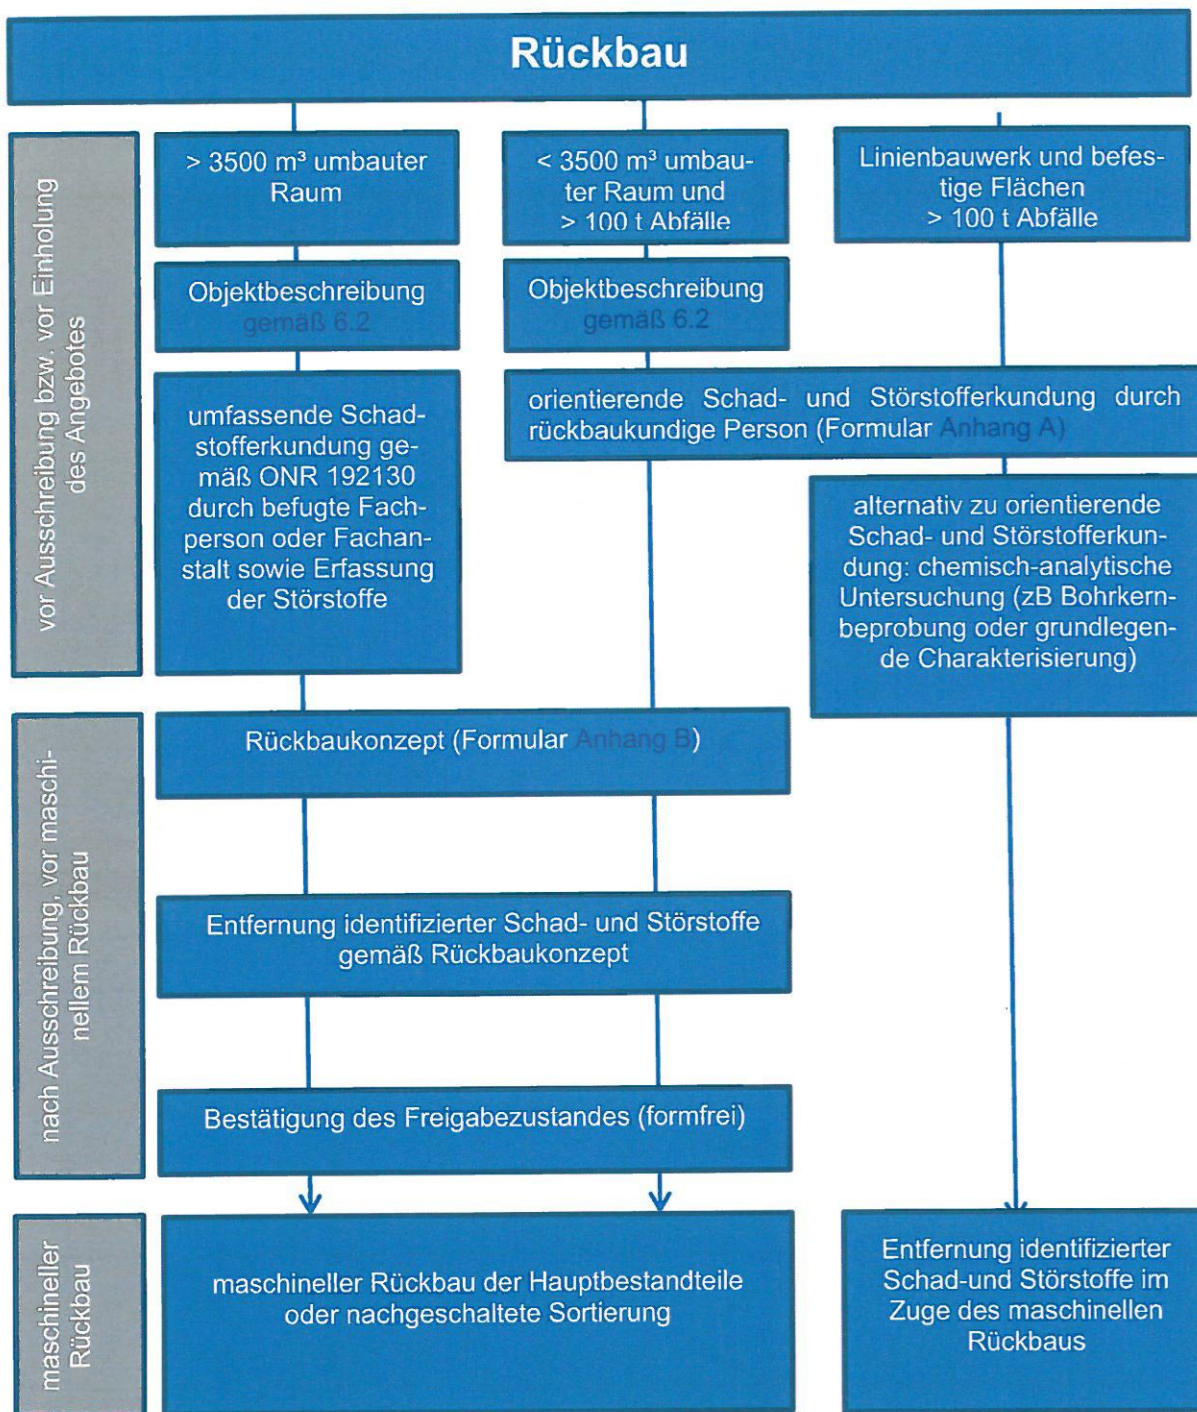 Rückbau
vor Ausschreibung bzw. vor Einholung
des Angebotes
> 3500 m³ umbauter
Raum
< 3500 m³ umbau-
ter Raum und
> 100 t Abfälle
Linienbauwerk und befes-
tige Flächen
> 100 t Abfälle
Objektbeschreibung
gemäß 6.2
Objektbeschreibung
gemäß 6.2
umfassende Schad-
stofferkundung ge-
mäß ONR 192130
durch befugte Fach-
person oder Fachan-
stalt sowie Erfassung
der Störstoffe
orientierende Schad- und Störstofferkundung durch
rückbaukundige Person (Formular Anhang A)
alternativ zu orientierende
Schad- und Störstofferkun-
dung: chemisch-analytische
Untersuchung (zB Bohrkern-
beprobung oder grundlegen-
de Charakterisierung)
nach Ausschreibung, vor maschi-
nellem Rückbau
Rückbaukonzept (Formular Anhang B)
Entfernung identifizierter Schad- und Störstoffe
gemäß Rückbaukonzept
Bestätigung des Freigabezustandes (formfrei)
maschineller
Rückbau
maschineller Rückbau der Hauptbestandteile
oder nachgeschaltete Sortierung
Entfernung identifizierter
Schad-und Störstoffe im
Zuge des maschinellen
Rückbaus